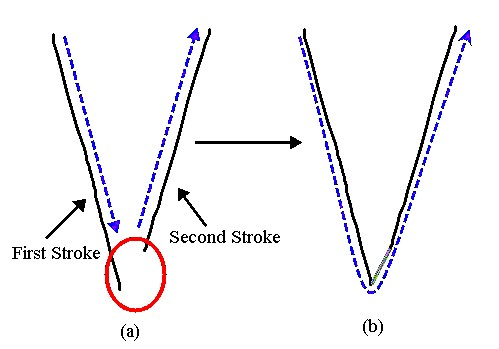 First Stroke
Second Stroke
(a)
(b)